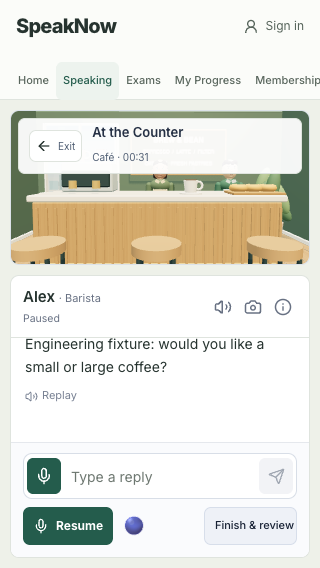 SpeakNow
Sign in
Home Speaking Exams My Progress Membership
At the Counter
Exit
Café · 00:31
Alex · Barista
Paused
Engineering fixture: would you like a
small or large coffee?
Replay
Type a reply
Resume
Finish & review